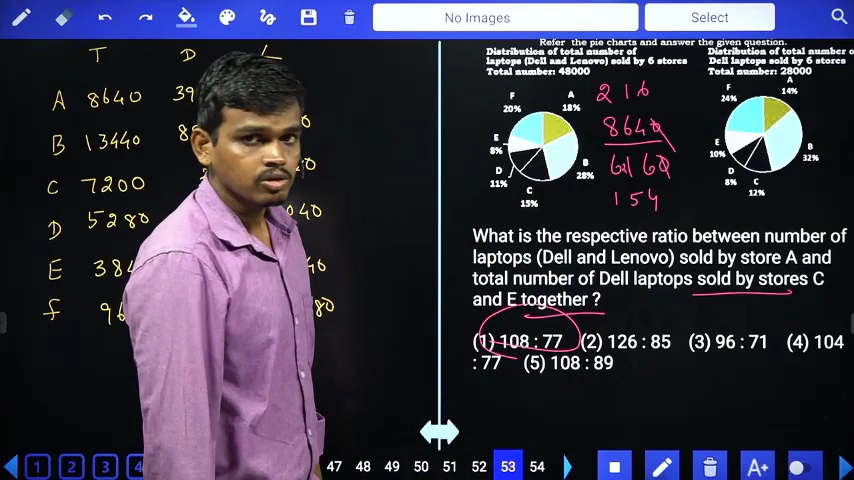 No Images
Select
T D L
A 8640 39
B 13440
C 7200
D 5280
E 384
F 96
Refer the pie charts and answer the given question.
Distribution of total number of
laptops (Dell and Lenovo) sold by 6 stores
Total number: 48000
F
20%
A
18%
E
8%
D
11%
C
15%
B
28%
216
8640
6160
154
Distribution of total number o
Dell laptops sold by 6 stores
Total number: 28000
A
14%
F
24%
E
10%
D
8%
C
12%
B
32%
What is the respective ratio between number of
laptops (Dell and Lenovo) sold by store A and
total number of Dell laptops sold by stores C
and E together ?
(1) 108 : 77 (2) 126 : 85 (3) 96 : 71 (4) 104
: 77 (5) 108 : 89
1 2 3 4 47 48 49 50 51 52 53 54
A+